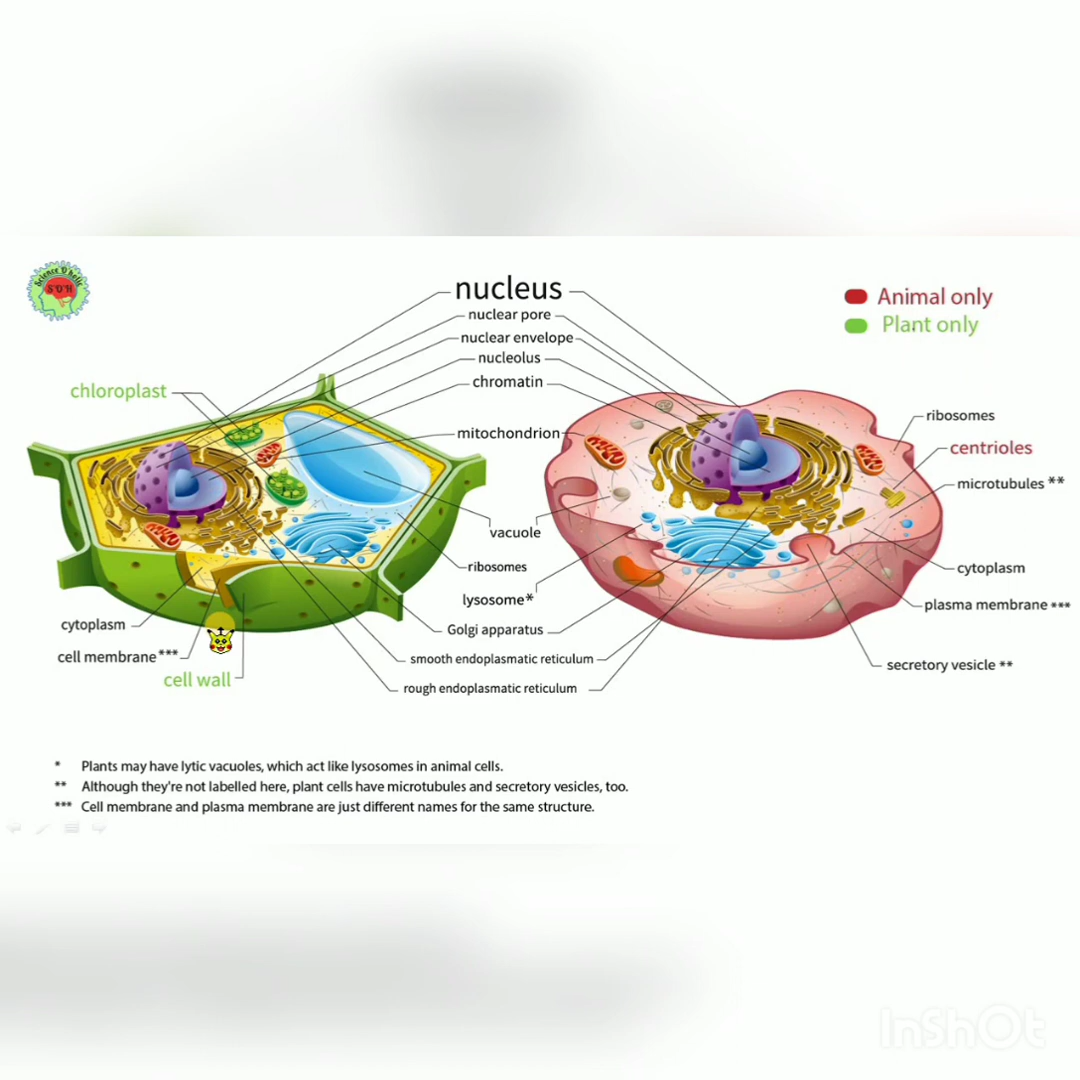 Science D'holic
S'D'H
nucleus
nuclear pore
nuclear envelope
nucleolus
chromatin
mitochondrion
vacuole
ribosomes
lysosome*
Golgi apparatus
smooth endoplasmatic reticulum
rough endoplasmatic reticulum
chloroplast
cytoplasm
cell membrane***
cell wall
Animal only
Plant only
ribosomes
centrioles
microtubules **
cytoplasm
plasma membrane ***
secretory vesicle **
* Plants may have lytic vacuoles, which act like lysosomes in animal cells.
** Although they're not labelled here, plant cells have microtubules and secretory vesicles, too.
*** Cell membrane and plasma membrane are just different names for the same structure.
InShOt